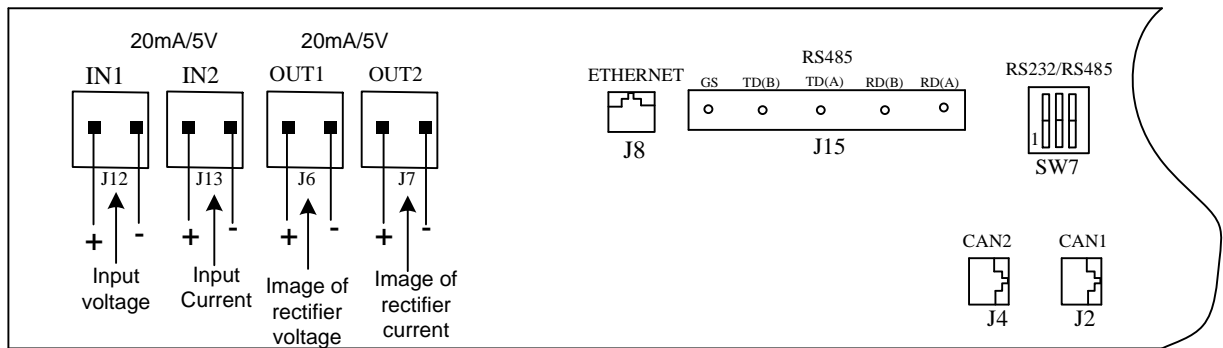 20mA/5V
20mA/5V
IN1
IN2
OUT1
OUT2
J12
J13
J6
J7
+ -
+ -
+ -
+ -
Input
voltage
Input
Current
Image of
rectifier
voltage
Image of
rectifier
current
ETHERNET
J8
RS485
GS TD(B) TD(A) RD(B) RD(A)
J15
RS232/RS485
1
SW7
CAN2
J4
CAN1
J2